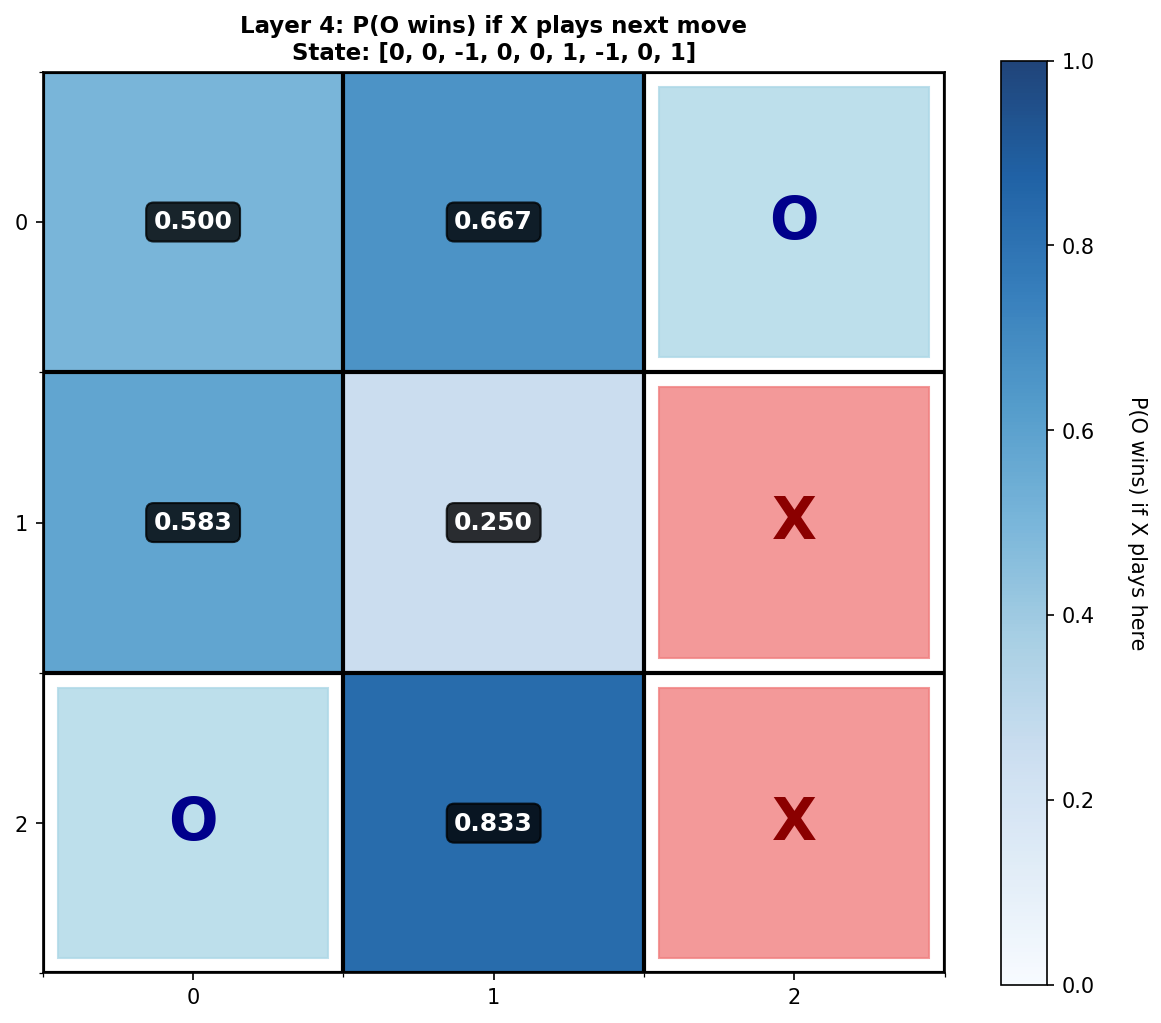 Layer 4: P(O wins) if X plays next move
State: [0, 0, -1, 0, 0, 1, -1, 0, 1]
0
0.500
0.667
O
1
0.583
0.250
X
2
O
0.833
X
0
1
2
1.0
0.8
0.6
0.4
0.2
0.0
P(O wins) if X plays here